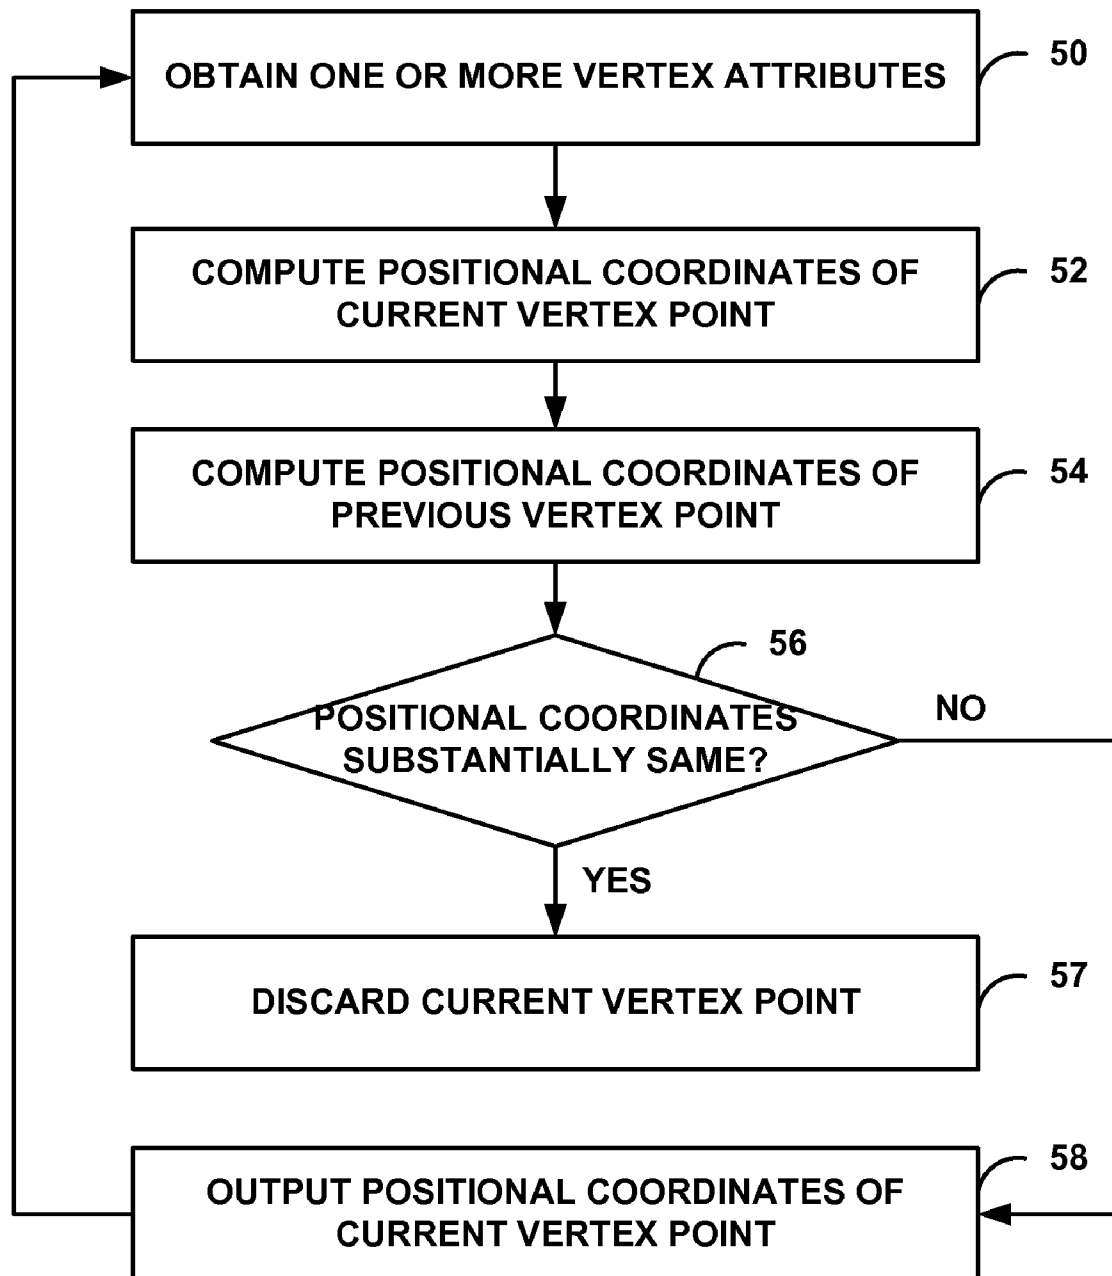 OBTAIN ONE OR MORE VERTEX ATTRIBUTES
50
COMPUTE POSITIONAL COORDINATES OF
CURRENT VERTEX POINT
52
COMPUTE POSITIONAL COORDINATES OF
PREVIOUS VERTEX POINT
54
56
POSITIONAL COORDINATES
SUBSTANTIALLY SAME?
NO
YES
DISCARD CURRENT VERTEX POINT
57
OUTPUT POSITIONAL COORDINATES OF
CURRENT VERTEX POINT
58